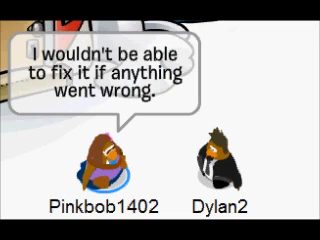 I wouldn't be able
to fix it if anything
went wrong.
Pinkbob1402 Dylan2